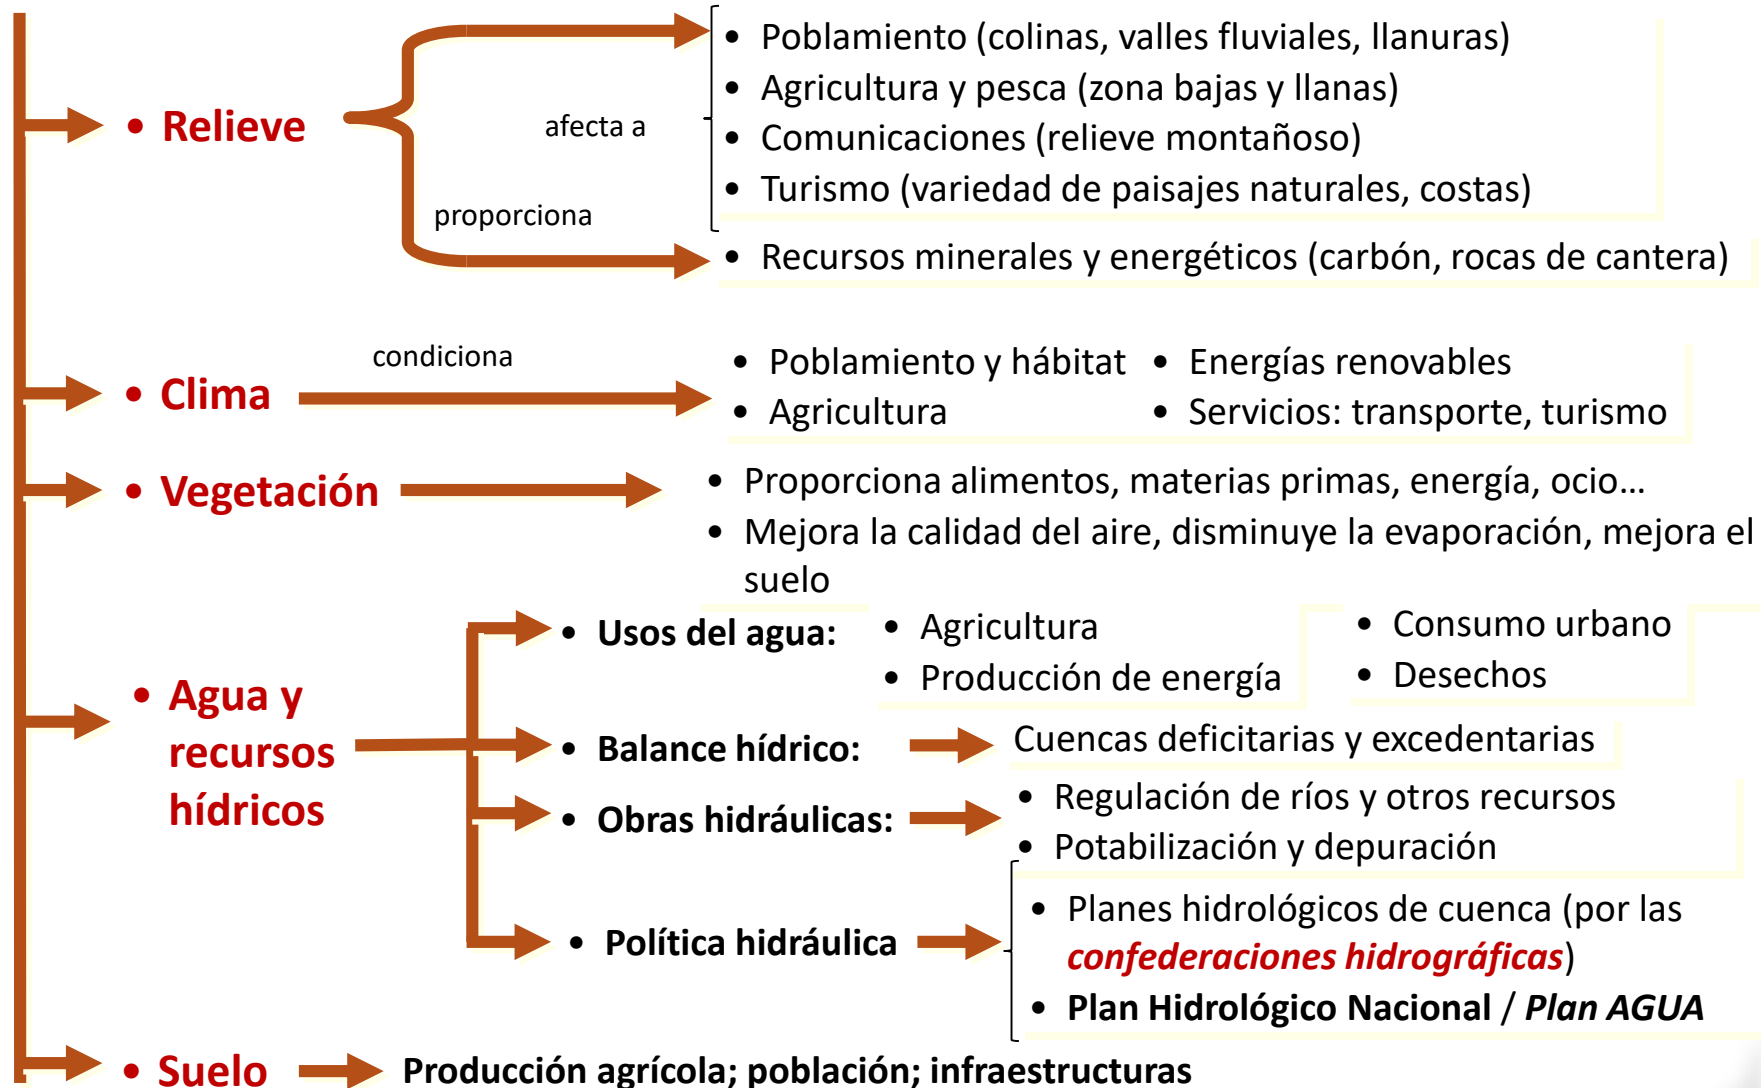 • Poblamiento (colinas, valles fluviales, llanuras)
• Agricultura y pesca (zona bajas y llanas)
• Relieve
afecta a
• Comunicaciones (relieve montañoso)
• Turismo (variedad de paisajes naturales, costas)
proporciona
• Recursos minerales y energéticos (carbón, rocas de cantera)
• Clima
condiciona
• Poblamiento y hábitat
• Agricultura
• Energías renovables
• Servicios: transporte, turismo
• Vegetación
• Proporciona alimentos, materias primas, energía, ocio...
• Mejora la calidad del aire, disminuye la evaporación, mejora el
suelo
• Agua y
recursos
hídricos
• Usos del agua:
• Agricultura
• Producción de energía
• Consumo urbano
• Desechos
• Balance hídrico:
Cuencas deficitarias y excedentarias
• Obras hidráulicas:
• Regulación de ríos y otros recursos
• Potabilización y depuración
• Política hidráulica
• Planes hidrológicos de cuenca (por las
confederaciones hidrográficas)
• Plan Hidrológico Nacional / Plan AGUA
• Suelo
Producción agrícola; población; infraestructuras